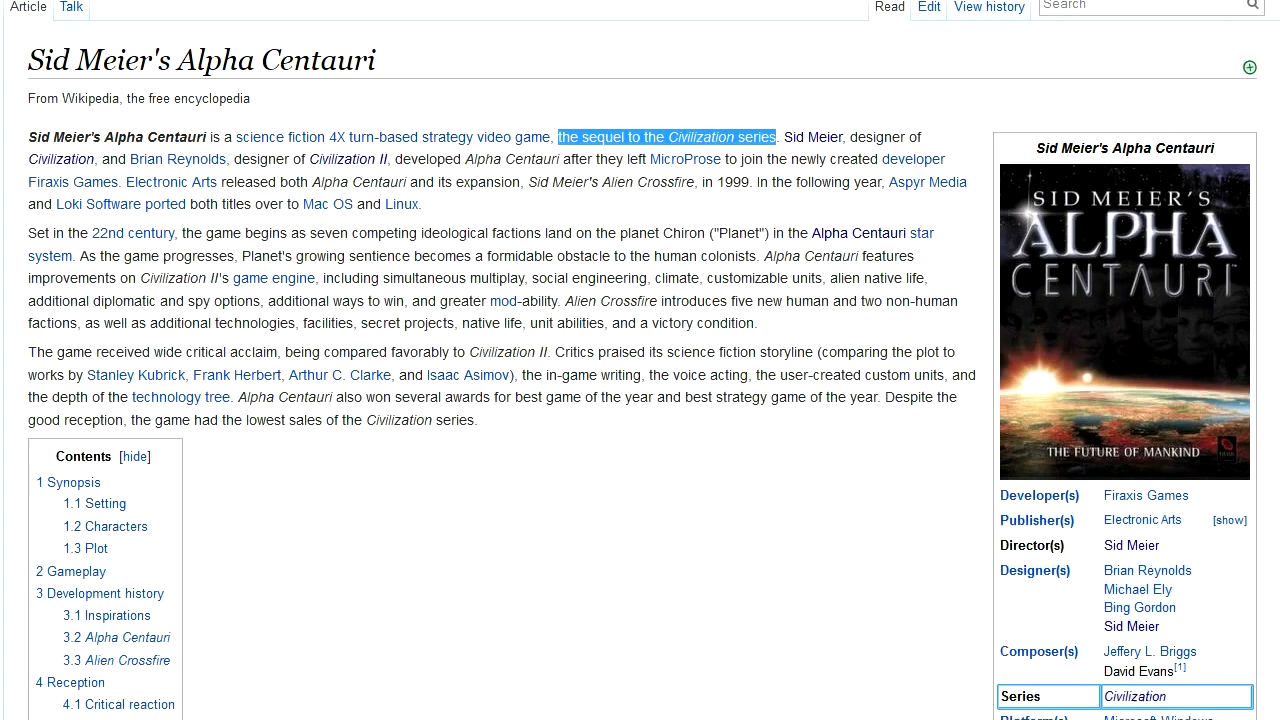 Article Talk Read Edit View history Search
Sid Meier's Alpha Centauri
From Wikipedia, the free encyclopedia
Sid Meier's Alpha Centauri is a science fiction 4X turn-based strategy video game, the sequel to the Civilization series. Sid Meier, designer of
Civilization, and Brian Reynolds, designer of Civilization II, developed Alpha Centauri after they left MicroProse to join the newly created developer
Firaxis Games. Electronic Arts released both Alpha Centauri and its expansion, Sid Meier's Alien Crossfire, in 1999. In the following year, Aspyr Media
and Loki Software ported both titles over to Mac OS and Linux.
Set in the 22nd century, the game begins as seven competing ideological factions land on the planet Chiron ("Planet") in the Alpha Centauri star
system. As the game progresses, Planet's growing sentience becomes a formidable obstacle to the human colonists. Alpha Centauri features
improvements on Civilization II's game engine, including simultaneous multiplay, social engineering, climate, customizable units, alien native life,
additional diplomatic and spy options, additional ways to win, and greater mod-ability. Alien Crossfire introduces five new human and two non-human
factions, as well as additional technologies, facilities, secret projects, native life, unit abilities, and a victory condition.
The game received wide critical acclaim, being compared favorably to Civilization II. Critics praised its science fiction storyline (comparing the plot to
works by Stanley Kubrick, Frank Herbert, Arthur C. Clarke, and Isaac Asimov), the in-game writing, the voice acting, the user-created custom units, and
the depth of the technology tree. Alpha Centauri also won several awards for best game of the year and best strategy game of the year. Despite the
good reception, the game had the lowest sales of the Civilization series.
Contents [hide]
1 Synopsis
1.1 Setting
1.2 Characters
1.3 Plot
2 Gameplay
3 Development history
3.1 Inspirations
3.2 Alpha Centauri
3.3 Alien Crossfire
4 Reception
4.1 Critical reaction
Sid Meier's Alpha Centauri
SID MEIER'S
ALPHA
CENTAURI™
THE FUTURE OF MANKIND
Developer(s) Firaxis Games
Publisher(s) Electronic Arts [show]
Director(s) Sid Meier
Designer(s) Brian Reynolds
Michael Ely
Bing Gordon
Sid Meier
Composer(s) Jeffery L. Briggs
David Evans[1]
Series Civilization
Platform(s) Microsoft Windows